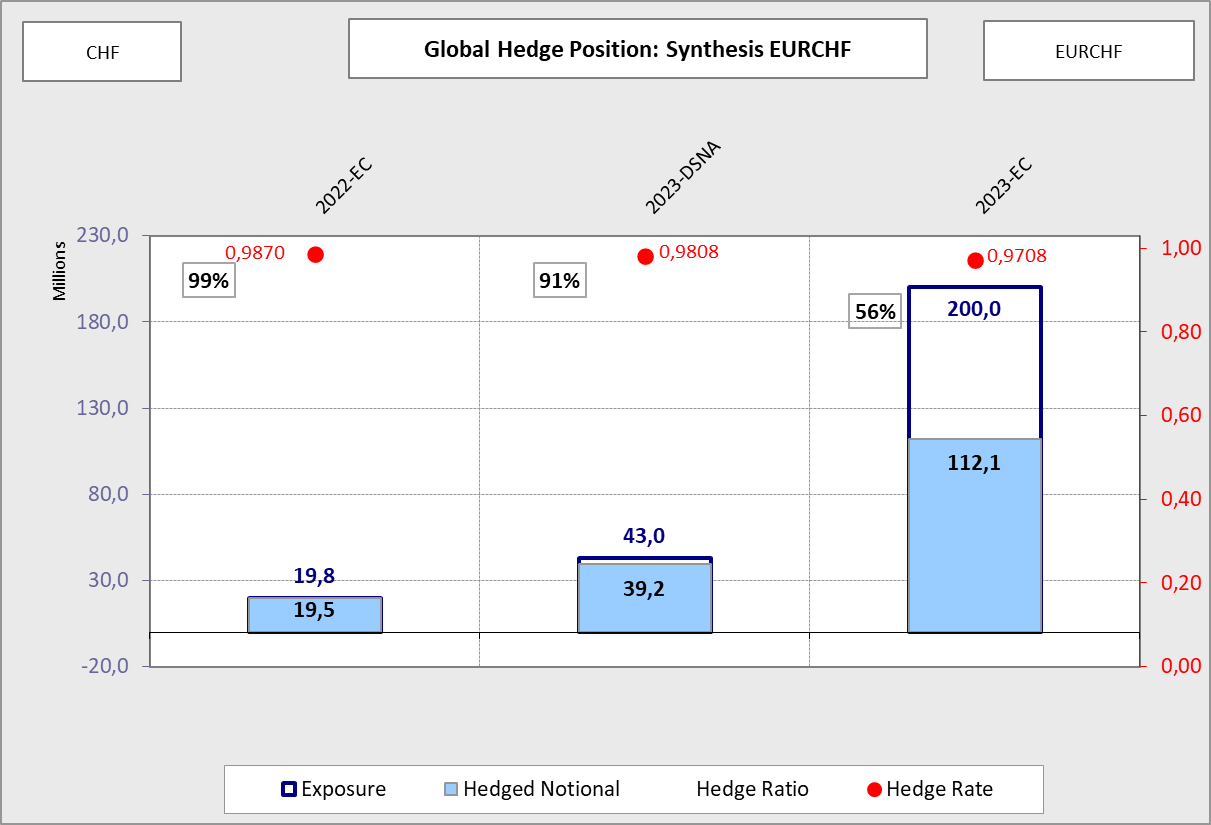 CHF
Global Hedge Position: Synthesis EURCHF
EURCHF
2022-EC
2023-DSNA
2023-EC
Millions
230,0
180,0
130,0
80,0
30,0
-20,0
1,00
0,80
0,60
0,40
0,20
0,00
0,9870
0,9808
0,9708
99%
91%
56%
200,0
112,1
43,0
39,2
19,8
19,5
Exposure
Hedged Notional
Hedge Ratio
Hedge Rate